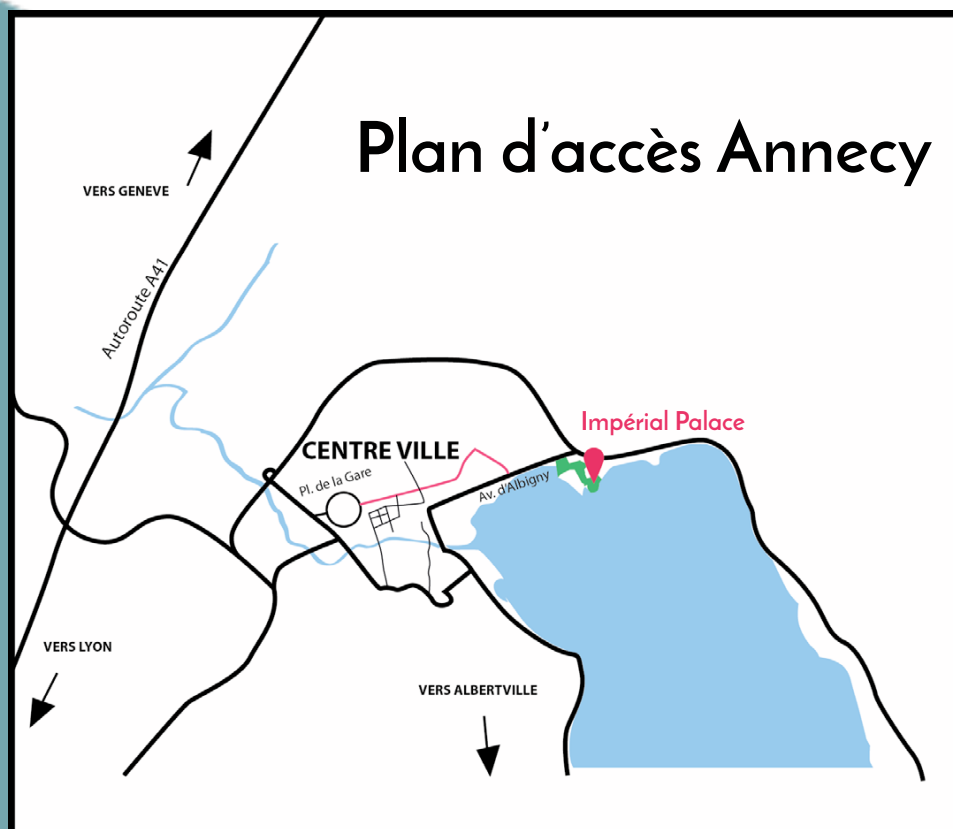 Plan d'accès Annecy
VERS GENEVE
Autoroute A41
Impérial Palace
CENTRE VILLE
Pl. de la Gare
Av. d'Albigny
VERS LYON
VERS ALBERTVILLE